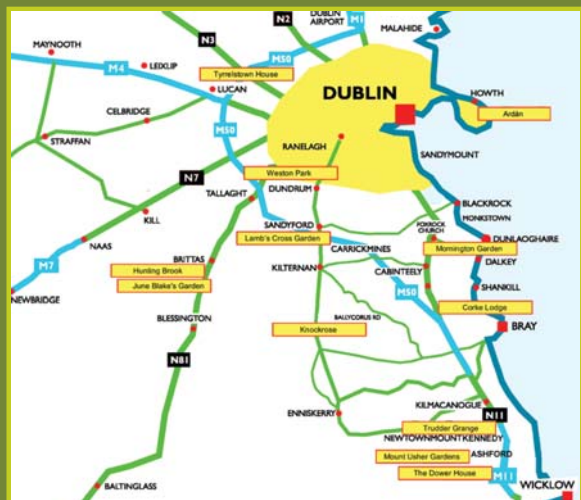 DUBLIN
AIRPORT
N2
M1
MALAHIDE
N3
M50
MAYNOOTH
LEIXLIP
M4
Tyrrelstown House
LUCAN
HOWTH
DUBLIN
CELBRIDGE
Ardán
M50
STRAFFAN
RANELAGH
SANDYMOUNT
N7
Weston Park
TALLAGHT
DUNDRUM
BLACKROCK
KILL
MONKSTOWN
SANDYFORD
FOXROCK
CHURCH
NAAS
Lamb's Cross Garden
DUNLAOGHAIRE
CARRICKMINES
Mornington Garden
M7
BRITTAS
DALKEY
Hunting Brook
KILTERNAN
CABINTEELY
June Blake's Garden
SHANKILL
M50
NEWBRIDGE
Corke Lodge
BALLYCORUS RD
BLESSINGTON
Knockrose
BRAY
N81
KILMACANOGUE
ENNISKERRY
N11
Trudder Grange
NEWTOWNMOUNTKENNEDY
Mount Usher Gardens
ASHFORD
The Dower House
M11
WICKLOW
BALTINGLASS